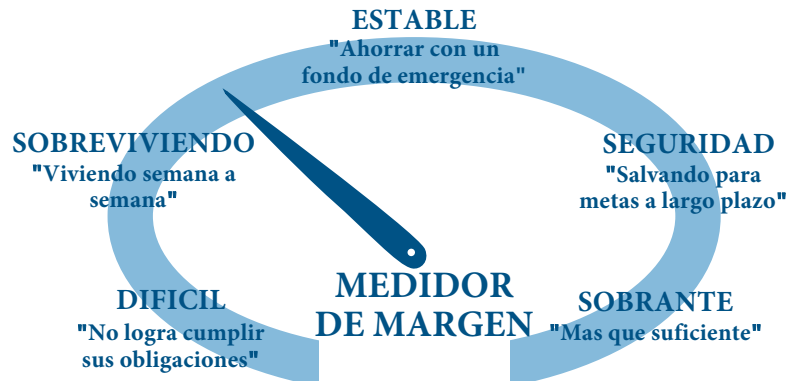 ESTABLE
"Ahorrar con un
fondo de emergencia"
SOBREVIVIENDO
"Viviendo semana a
semana"
SEGURIDAD
"Salvando para
metas a largo plazo"
DIFICIL
"No logra cumplir
sus obligaciones"
MEDIDOR
DE MARGEN
SOBRANTE
"Mas que suficiente"